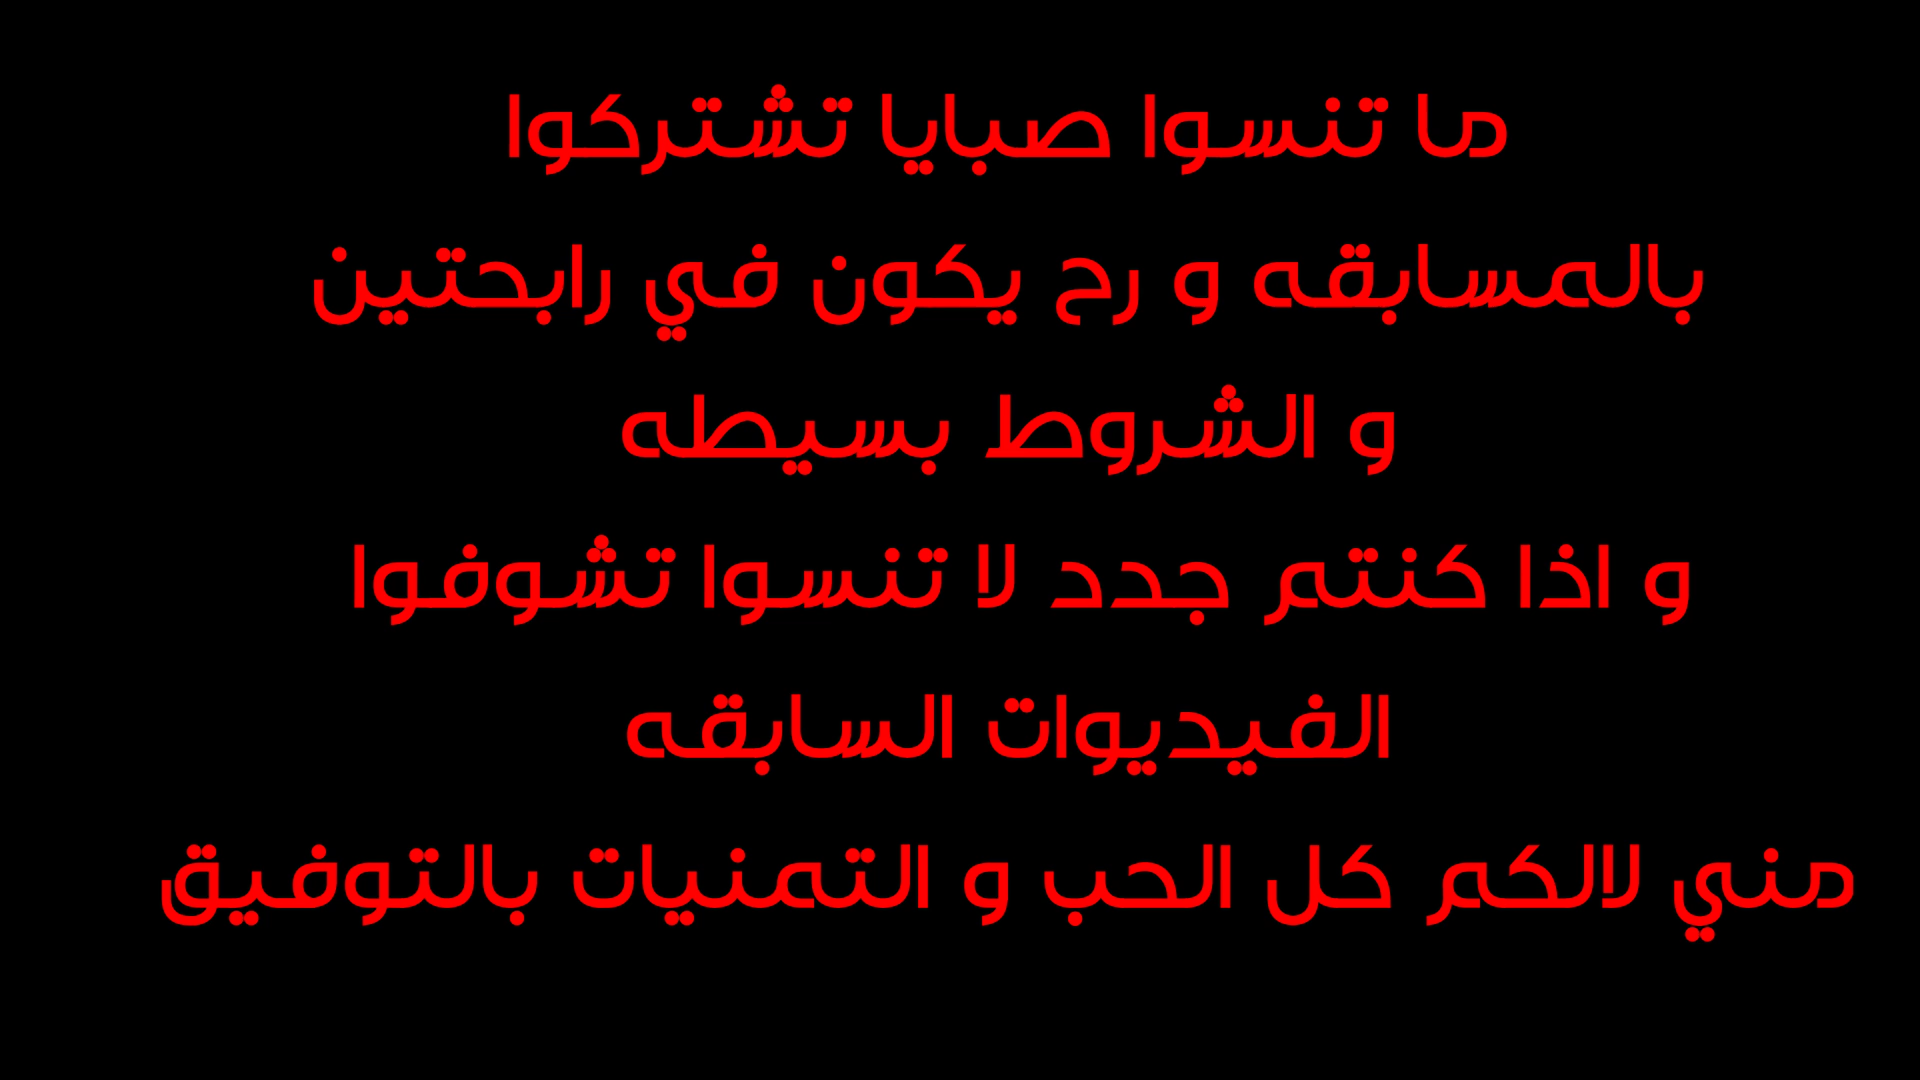 ما تنسوا صبايا تشتركوا
بالمسابقه و رح يكون في رابحتين
و الشروط بسيطه
و اذا كنتم جدد لا تنسوا تشوفوا
الفيديوات السابقه
مني لالكم كل الحب و التمنيات بالتوفيق